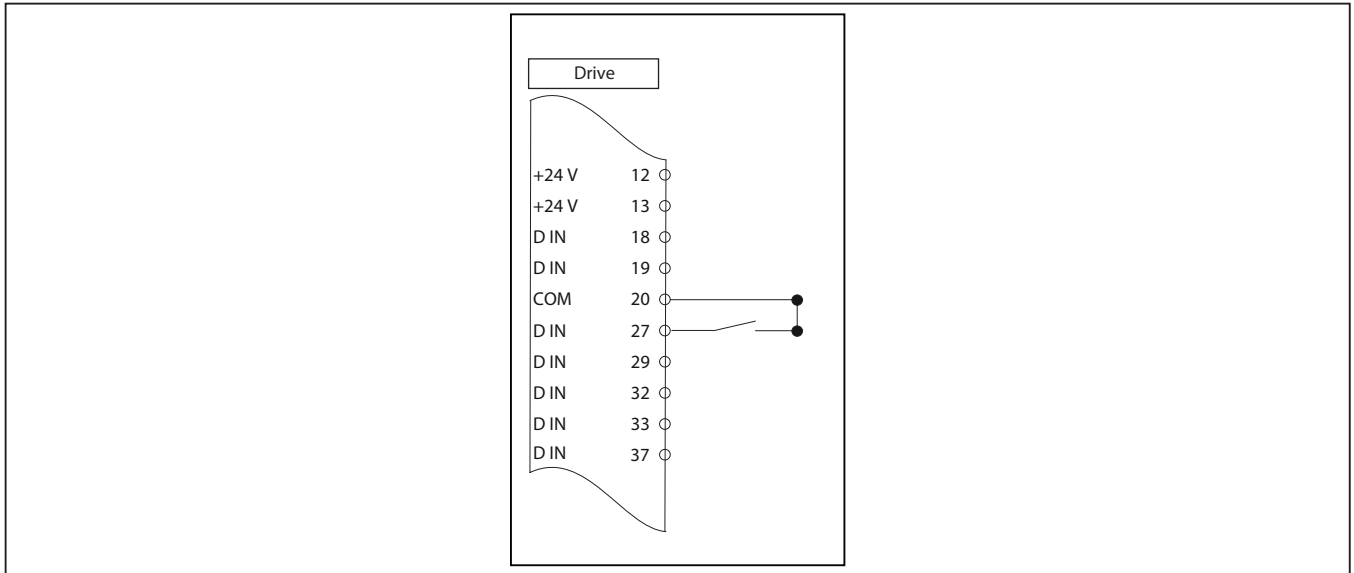 Drive
+24 V 12
+24 V 13
D IN 18
D IN 19
COM 20
D IN 27
D IN 29
D IN 32
D IN 33
D IN 37